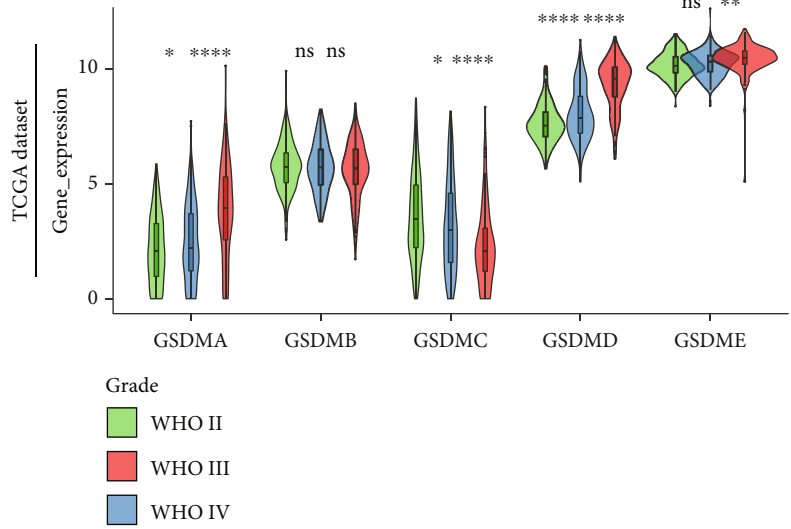 ns **
**** ****
* ****
ns ns
* ****
10
5
0
TCGA dataset
Gene_expression
GSDMA GSDMB GSDMC GSDMD GSDME
Grade
WHO II
WHO III
WHO IV